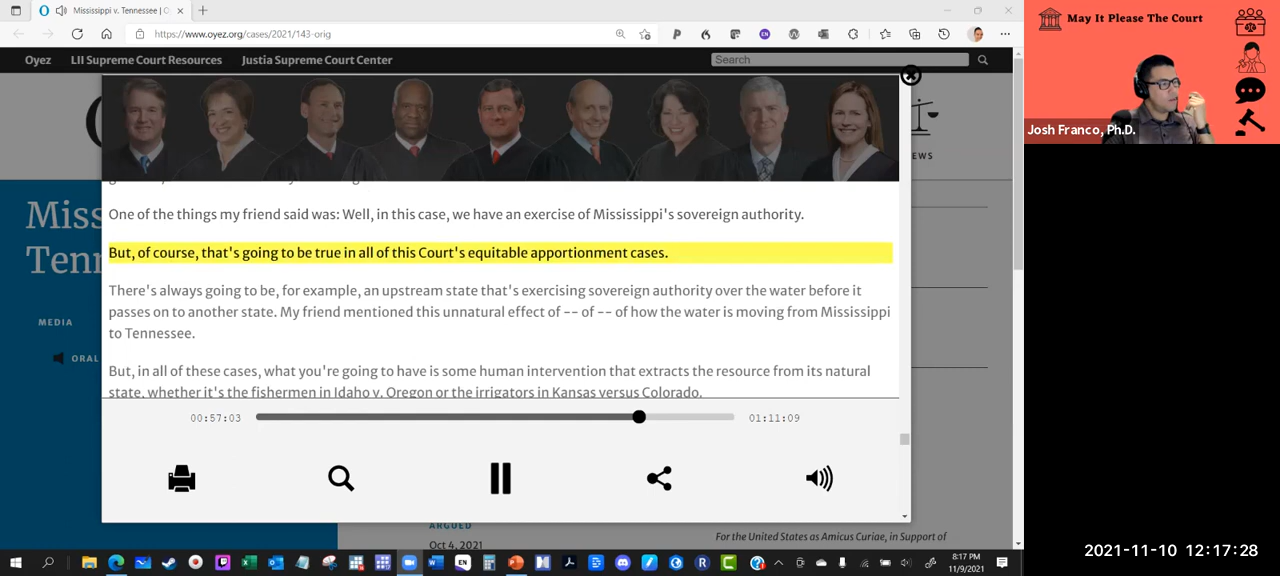 Mississippi v. Tennessee | O
https://www.oyez.org/cases/2021/143-orig
Oyez
LII Supreme Court Resources
Justia Supreme Court Center
Search
May It Please The Court
Josh Franco, Ph.D.
EWS
Miss
Tenn
MEDIA
ORAL
One of the things my friend said was: Well, in this case, we have an exercise of Mississippi's sovereign authority.
But, of course, that's going to be true in all of this Court's equitable apportionment cases.
There's always going to be, for example, an upstream state that's exercising sovereign authority over the water before it
passes on to another state. My friend mentioned this unnatural effect of -- of -- of how the water is moving from Mississippi
to Tennessee.
But, in all of these cases, what you're going to have is some human intervention that extracts the resource from its natural
state, whether it's the fishermen in Idaho v. Oregon or the irrigators in Kansas versus Colorado.
00:57:03
01:11:09
ARGUED
Oct 4, 2021
For the United States as Amicus Curiae, in Support of
8:17 PM
11/9/2021
2021-11-10 12:17:28